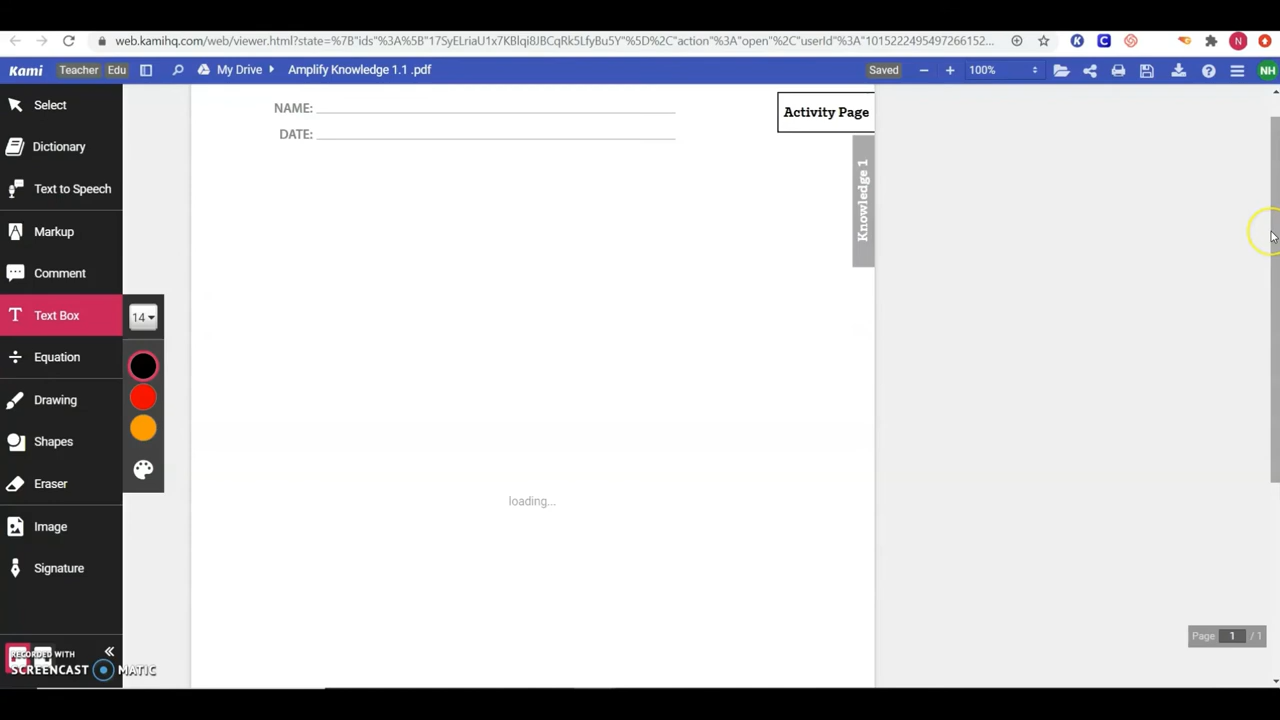 web.kamihq.com/web/viewer.html?state=%7B"ids"%3A%5B"17SyELriaU1x7KBlqi8JBCqRk5LfyBu5Y"%5D%2C"action"%3A"open"%2C"userId"%3A"101522249549726615 2...
Kami Teacher Edu My Drive Amplify Knowledge 1.1 .pdf Saved 100% NH
Select
Dictionary
Text to Speech
Markup
Comment
Text Box
14
Equation
Drawing
Shapes
Eraser
Image
Signature
NAME:
DATE:
Activity Page
Knowledge 1
loading...
Page 1 / 1
RECORDED WITH
SCREENCAST MATIC